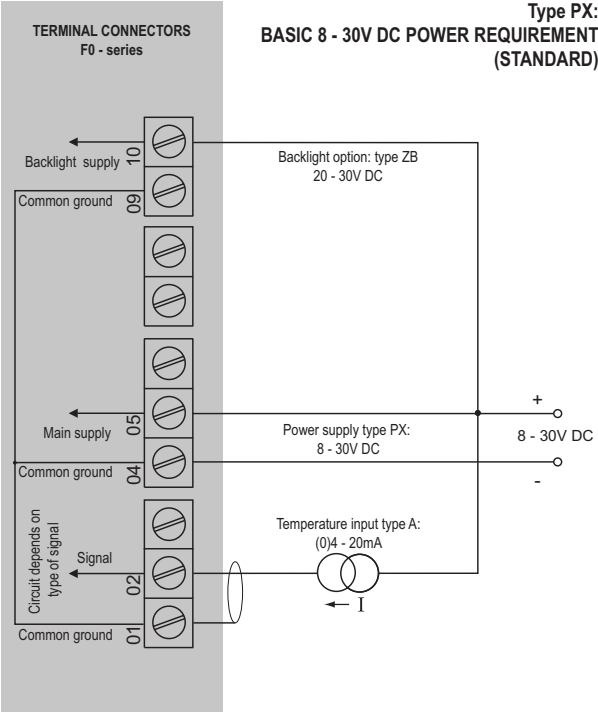 Type PX:
BASIC 8 - 30V DC POWER REQUIREMENT
(STANDARD)
TERMINAL CONNECTORS
F0 - series
Backlight supply
10
Backlight option: type ZB
20 - 30V DC
Common ground
09
Main supply
05
Power supply type PX:
8 - 30V DC
+
8 - 30V DC
-
Common ground
04
Circuit depends on
type of signal
Signal
02
Temperature input type A:
(0)4 - 20mA
I
Common ground
01